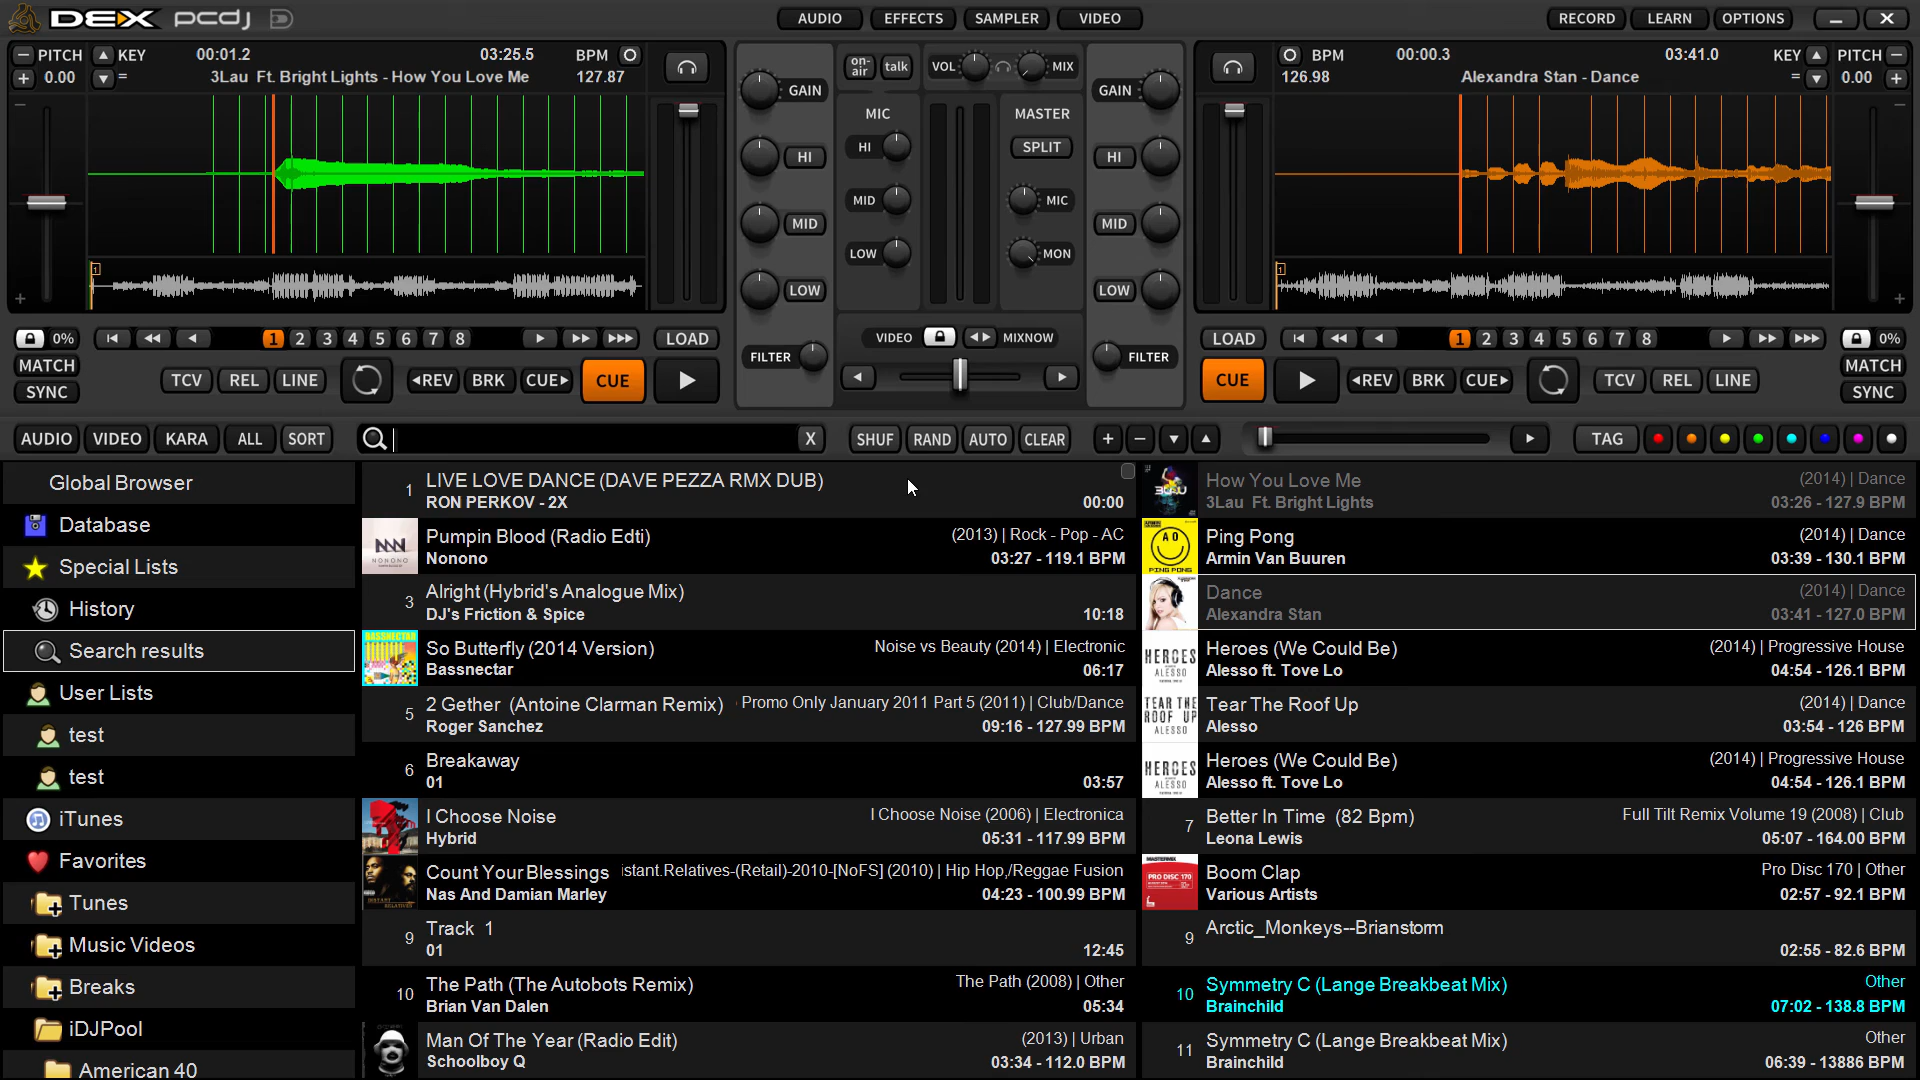 DEX pcdj
AUDIO EFFECTS SAMPLER VIDEO
RECORD LEARN OPTIONS
PITCH KEY 00:01.2 03:25.5 BPM
0.00 = 3Lau Ft. Bright Lights - How You Love Me 127.87
GAIN
HI
MID
LOW
FILTER
on-air talk
VOL MIX
MIC
HI
MID
LOW
MASTER
SPLIT
MIC
MON
VIDEO MIXNOW
GAIN
HI
MID
LOW
FILTER
BPM 00:00.3 03:41.0 KEY PITCH
126.98 Alexandra Stan - Dance = 0.00
1
1
0% 1 2 3 4 5 6 7 8 LOAD
MATCH
SYNC
TCV REL LINE REV BRK CUE CUE
LOAD 1 2 3 4 5 6 7 8 0%
MATCH
SYNC
CUE REV BRK CUE TCV REL LINE
AUDIO VIDEO KARA ALL SORT X SHUF RAND AUTO CLEAR + − TAG
Global Browser
Database
Special Lists
History
Search results
User Lists
test
test
iTunes
Favorites
Tunes
Music Videos
Breaks
iDJPool
American 40
1 LIVE LOVE DANCE (DAVE PEZZA RMX DUB)
RON PERKOV - 2X 00:00
NONONO
Pumpin Blood (Radio Edti) (2013) | Rock - Pop - AC
Nonono 03:27 - 119.1 BPM
3 Alright (Hybrid's Analogue Mix)
DJ's Friction & Spice 10:18
BASSNECTAR
So Butterfly (2014 Version) Noise vs Beauty (2014) | Electronic
Bassnectar 06:17
5 2 Gether (Antoine Clarman Remix) Promo Only January 2011 Part 5 (2011) | Club/Dance
Roger Sanchez 09:16 - 127.99 BPM
6 Breakaway
01 03:57
I Choose Noise I Choose Noise (2006) | Electronica
Hybrid 05:31 - 117.99 BPM
Count Your Blessings istant.Relatives-(Retail)-2010-[NoFS] (2010) | Hip Hop,/Reggae Fusion
Nas And Damian Marley 04:23 - 100.99 BPM
9 Track 1
01 12:45
10 The Path (The Autobots Remix) The Path (2008) | Other
Brian Van Dalen 05:34
Man Of The Year (Radio Edit) (2013) | Urban
Schoolboy Q 03:34 - 112.0 BPM
3LAU
How You Love Me (2014) | Dance
3Lau Ft. Bright Lights 03:26 - 127.9 BPM
AO
PING PONG
Ping Pong (2014) | Dance
Armin Van Buuren 03:39 - 130.1 BPM
Dance (2014) | Dance
Alexandra Stan 03:41 - 127.0 BPM
HEROES
Heroes (We Could Be) (2014) | Progressive House
Alesso ft. Tove Lo 04:54 - 126.1 BPM
TEAR THE
ROOF UP
ALESSO
Tear The Roof Up (2014) | Dance
Alesso 03:54 - 126 BPM
HEROES
Heroes (We Could Be) (2014) | Progressive House
Alesso ft. Tove Lo 04:54 - 126.1 BPM
7 Better In Time (82 Bpm) Full Tilt Remix Volume 19 (2008) | Club
Leona Lewis 05:07 - 164.00 BPM
MASTERMIX
PRO DISC 170
Boom Clap Pro Disc 170 | Other
Various Artists 02:57 - 92.1 BPM
9 Arctic_Monkeys--Brianstorm
02:55 - 82.6 BPM
10 Symmetry C (Lange Breakbeat Mix) Other
Brainchild 07:02 - 138.8 BPM
11 Symmetry C (Lange Breakbeat Mix) Other
Brainchild 06:39 - 13886 BPM